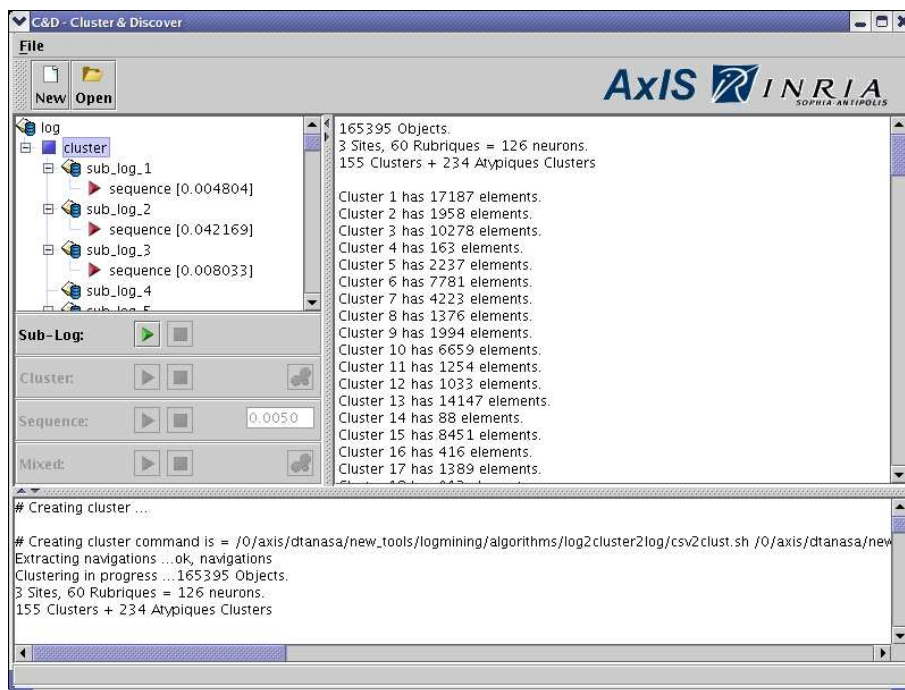 C&D - Cluster & Discover
File
New Open
AxIS INRIA
SOPHIA-ANTIPOLIS
log
cluster
sub_log_1
sequence [0.004804]
sub_log_2
sequence [0.042169]
sub_log_3
sequence [0.008033]
sub_log_4
sub_log_5
Sub-Log:
Cluster:
Sequence: 0.0050
Mixed:
165395 Objects.
3 Sites, 60 Rubriques = 126 neurons.
155 Clusters + 234 Atypiques Clusters
Cluster 1 has 17187 elements.
Cluster 2 has 1958 elements.
Cluster 3 has 10278 elements.
Cluster 4 has 163 elements.
Cluster 5 has 2237 elements.
Cluster 6 has 7781 elements.
Cluster 7 has 4223 elements.
Cluster 8 has 1376 elements.
Cluster 9 has 1994 elements.
Cluster 10 has 6659 elements.
Cluster 11 has 1254 elements.
Cluster 12 has 1033 elements.
Cluster 13 has 14147 elements.
Cluster 14 has 88 elements.
Cluster 15 has 8451 elements.
Cluster 16 has 416 elements.
Cluster 17 has 1389 elements.
# Creating cluster ...
# Creating cluster command is = /0/axis/dtanasa/new_tools/logmining/algorithms/log2cluster2log/csv2clust.sh /0/axis/dtanasa/new
Extracting navigations ...ok, navigations
Clustering in progress ...165395 Objects.
3 Sites, 60 Rubriques = 126 neurons.
155 Clusters + 234 Atypiques Clusters